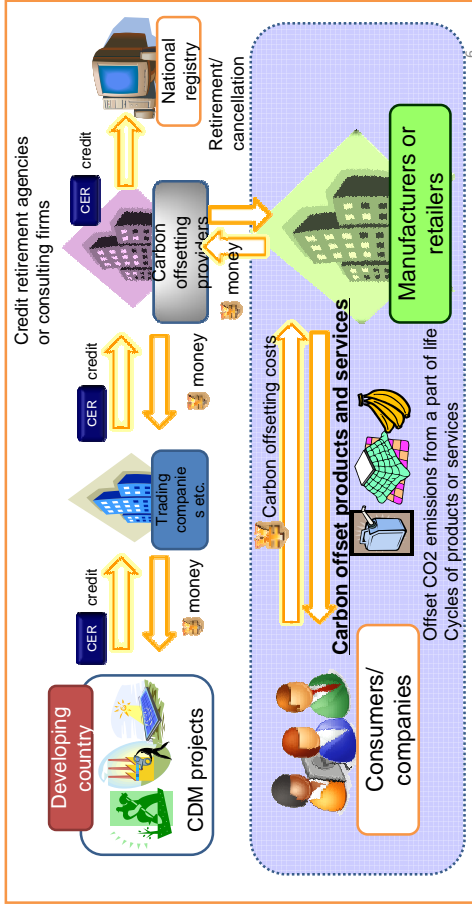 Credit retirement agencies
or consulting firms
Developing
country
CDM projects
CER
credit
money
Trading
companie
s etc.
CER
credit
money
Carbon
offsetting
providers
money
CER
credit
National
registry
Retirement/
cancellation
Carbon offsetting costs
Carbon offset products and services
Consumers/
companies
Offset CO2 emissions from a part of life
Cycles of products or services
Manufacturers or
retailers